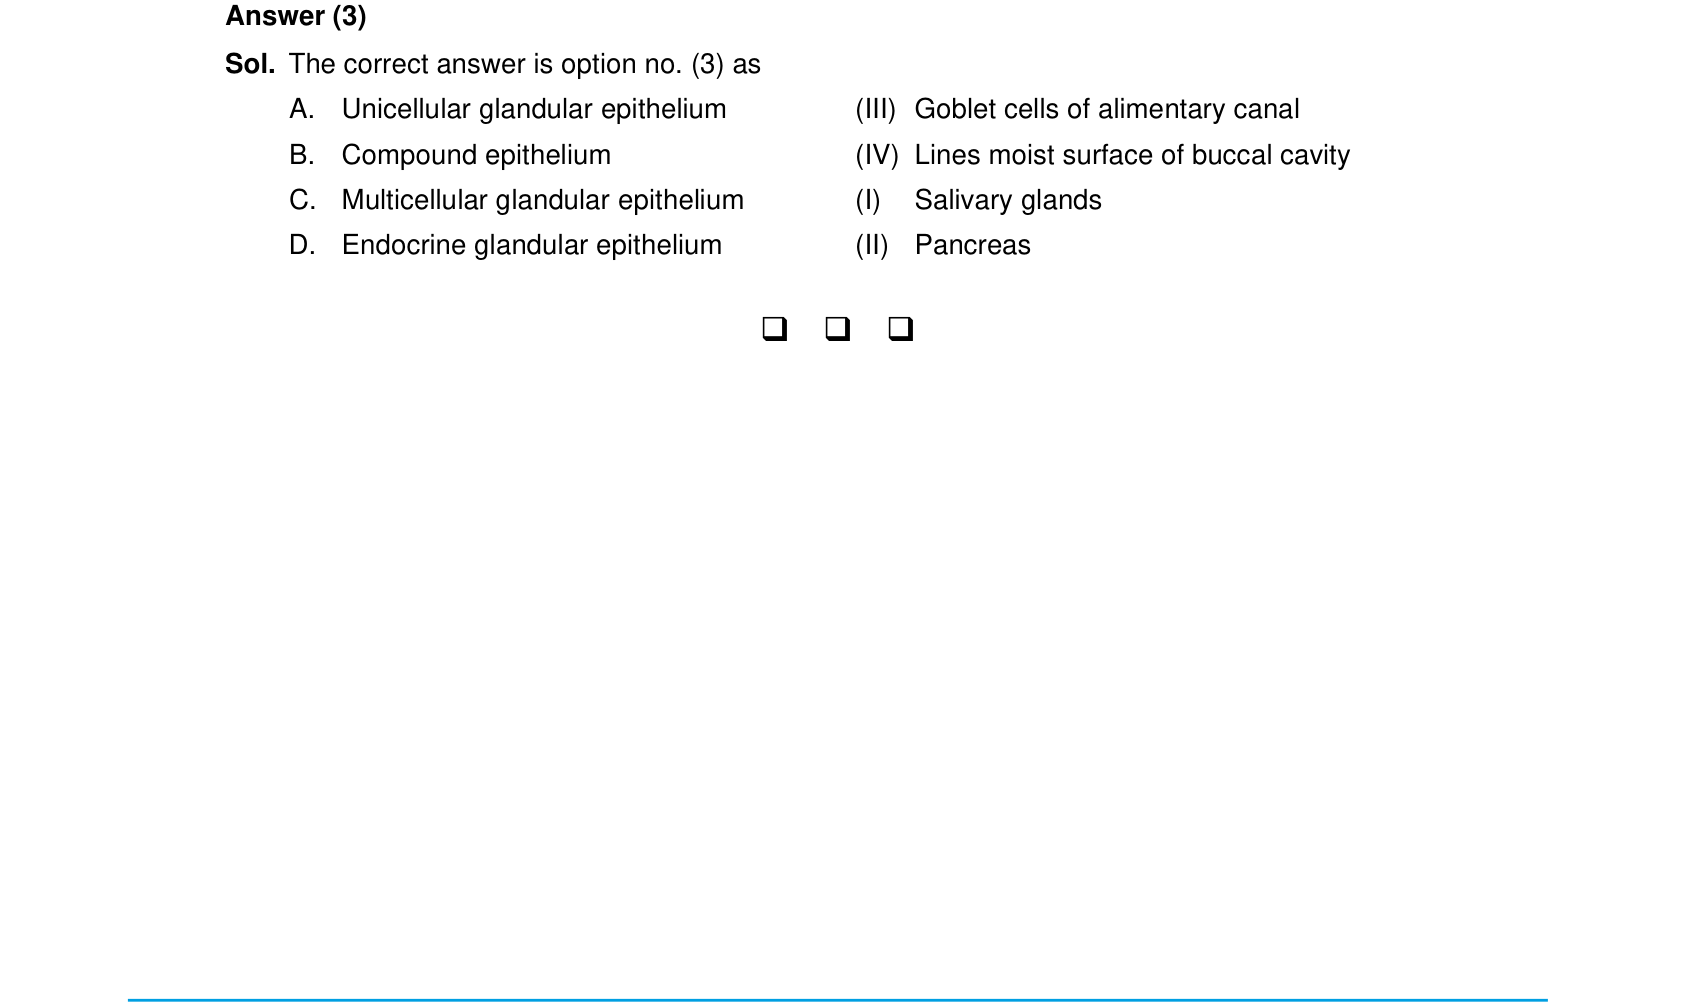 Answer (3)
Sol. The correct answer is option no. (3) as
A. Unicellular glandular epithelium (III) Goblet cells of alimentary canal
B. Compound epithelium (IV) Lines moist surface of buccal cavity
C. Multicellular glandular epithelium (I) Salivary glands
D. Endocrine glandular epithelium (II) Pancreas
❑ ❑ ❑